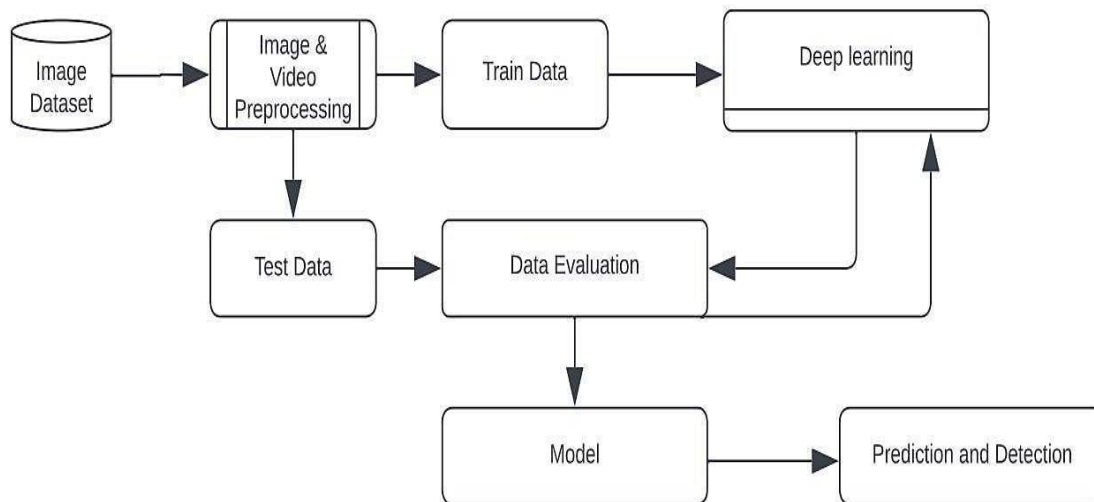 Image
Dataset
Image &
Video
Preprocessing
Train Data
Deep learning
Test Data
Data Evaluation
Model
Prediction and Detection